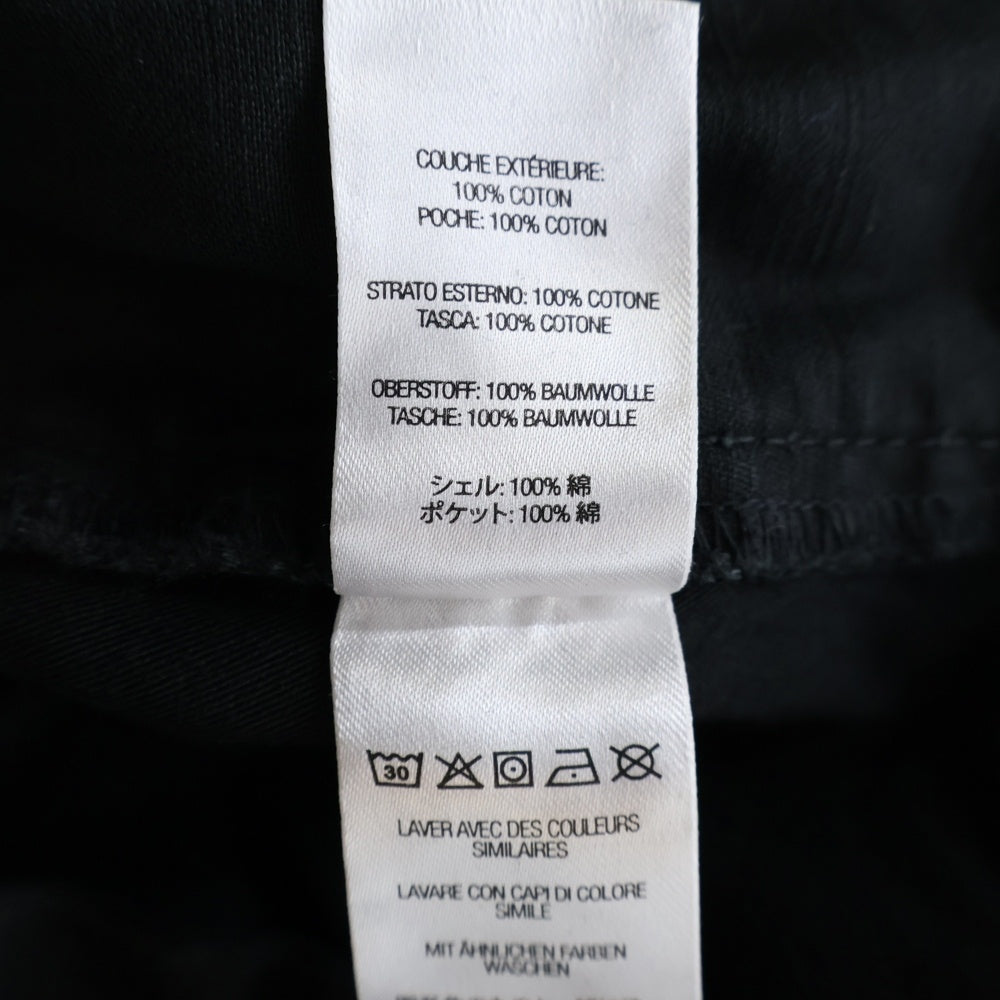 COUCHE EXTÉRIEURE:
100% COTON
POCHE: 100% COTON
STRATO ESTERNO: 100% COTONE
TASCA: 100% COTONE
OBERSTOFF: 100% BAUMWOLLE
TASCHE: 100% BAUMWOLLE
シェル: 100% 綿
ポケット: 100% 綿
30
LAVER AVEC DES COULEURS
SIMILAIRES
LAVARE CON CAPI DI COLORE
SIMILE
MIT ÄHNLICHEN FARBEN
WASCHEN